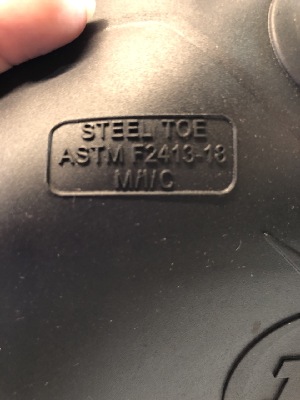 STEEL TOE
ASTM F2413-18
M/I/C